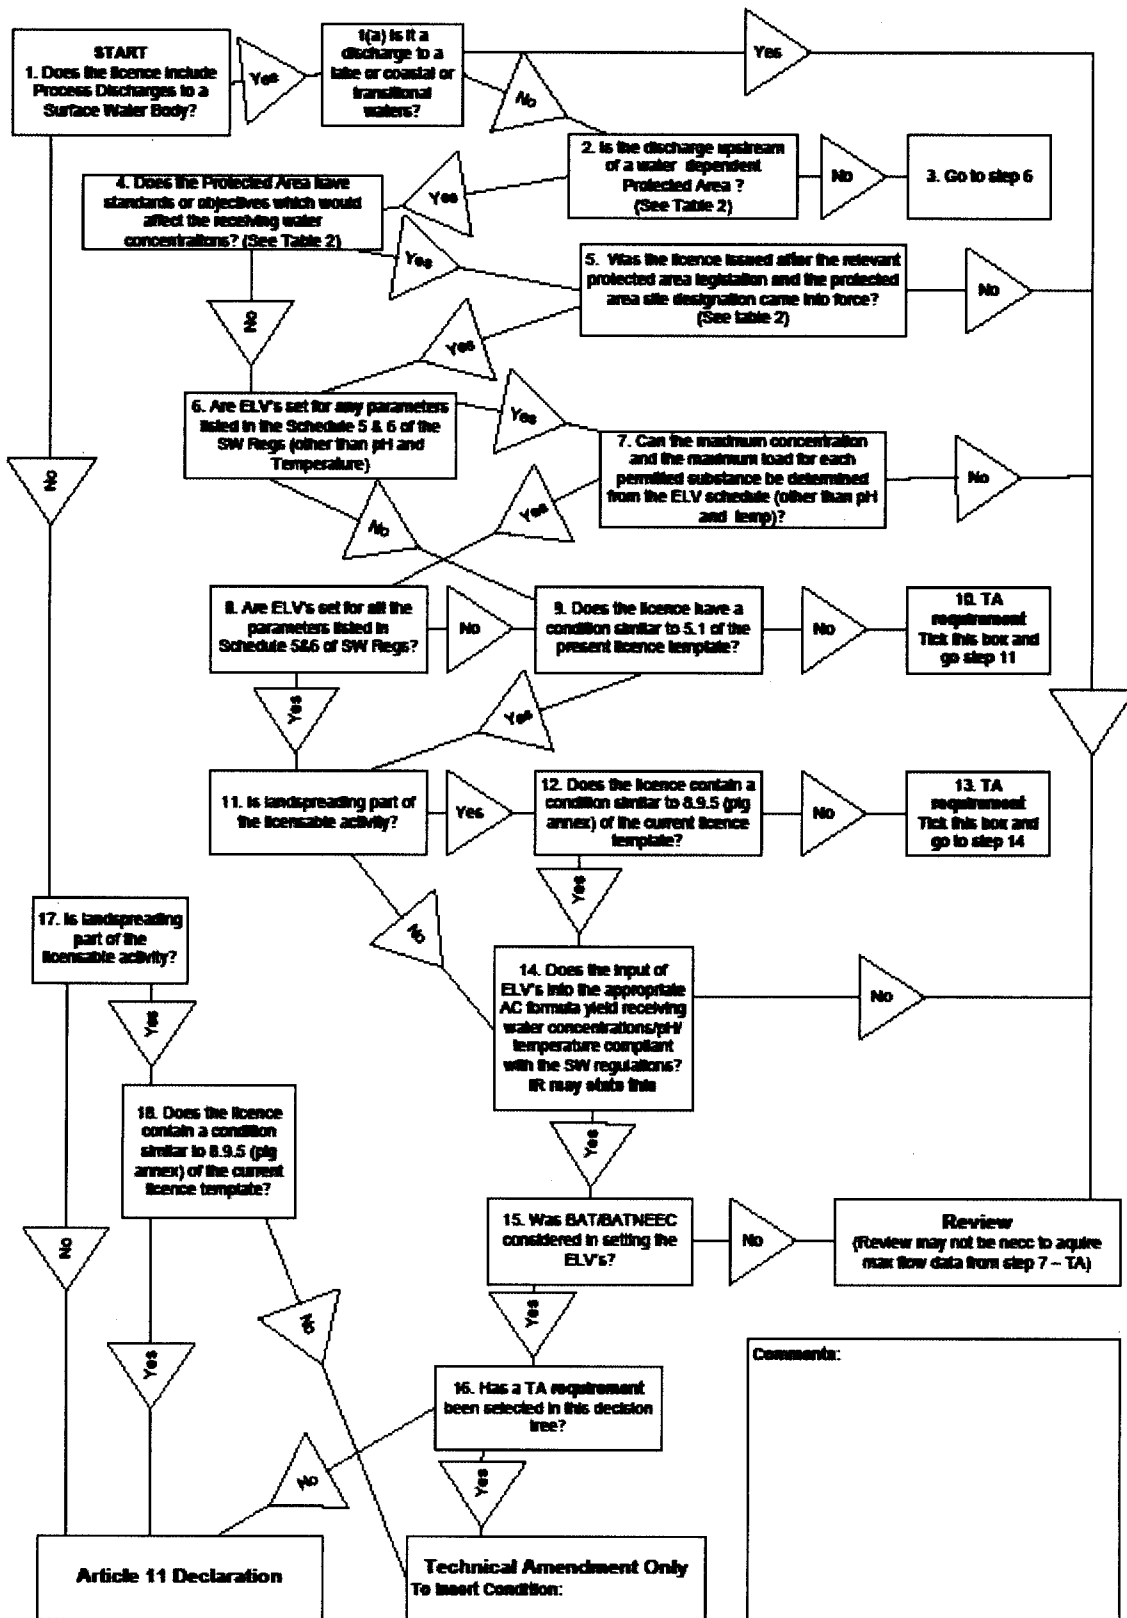 START
1. Does the licence include
Process Discharges to a
Surface Water Body?
Yes
1(a) Is it a
discharge to a
lake or coastal or
transitional
waters?
Yes
No
2. Is the discharge upstream
of a water dependent
Protected Area ?
(See Table 2)
No
3. Go to step 6
Yes
4. Does the Protected Area have
standards or objectives which would
affect the receiving water
concentrations? (See Table 2)
Yes
5. Was the licence issued after the relevant
protected area legislation and the protected
area site designation came into force?
(See table 2)
No
No
Yes
6. Are ELV's set for any parameters
listed in the Schedule 5 & 6 of the
SW Regs (other than pH and
Temperature)
Yes
7. Can the maximum concentration
and the maximum load for each
permitted substance be determined
from the ELV schedule (other than pH
and temp)?
No
No
No
Yes
8. Are ELV's set for all the
parameters listed in
Schedule 5&6 of SW Regs?
No
9. Does the licence have a
condition similar to 5.1 of the
present licence template?
No
10. TA
requirement
Tick this box and
go step 11
Yes
Yes
11. Is landspreading part of
the licensable activity?
Yes
12. Does the licence contain a
condition similar to 8.9.5 (pig
annex) of the current licence
template?
No
13. TA
requirement
Tick this box and
go to step 14
Yes
No
17. Is landspreading
part of the
licensable activity?
14. Does the input of
ELV's into the appropriate
AC formula yield receiving
water concentrations/pH/
temperature compliant
with the SW regulations?
IR may state this
No
Yes
18. Does the licence
contain a condition
similar to 8.9.5 (pig
annex) of the current
licence template?
Yes
15. Was BAT/BATNEEC
considered in setting the
ELV's?
No
Review
(Review may not be necc to aquire
max flow data from step 7 – TA)
No
Yes
No
Yes
Comments:
16. Has a TA requirement
been selected in this decision
tree?
No
Yes
Article 11 Declaration
Technical Amendment Only
To Insert Condition: